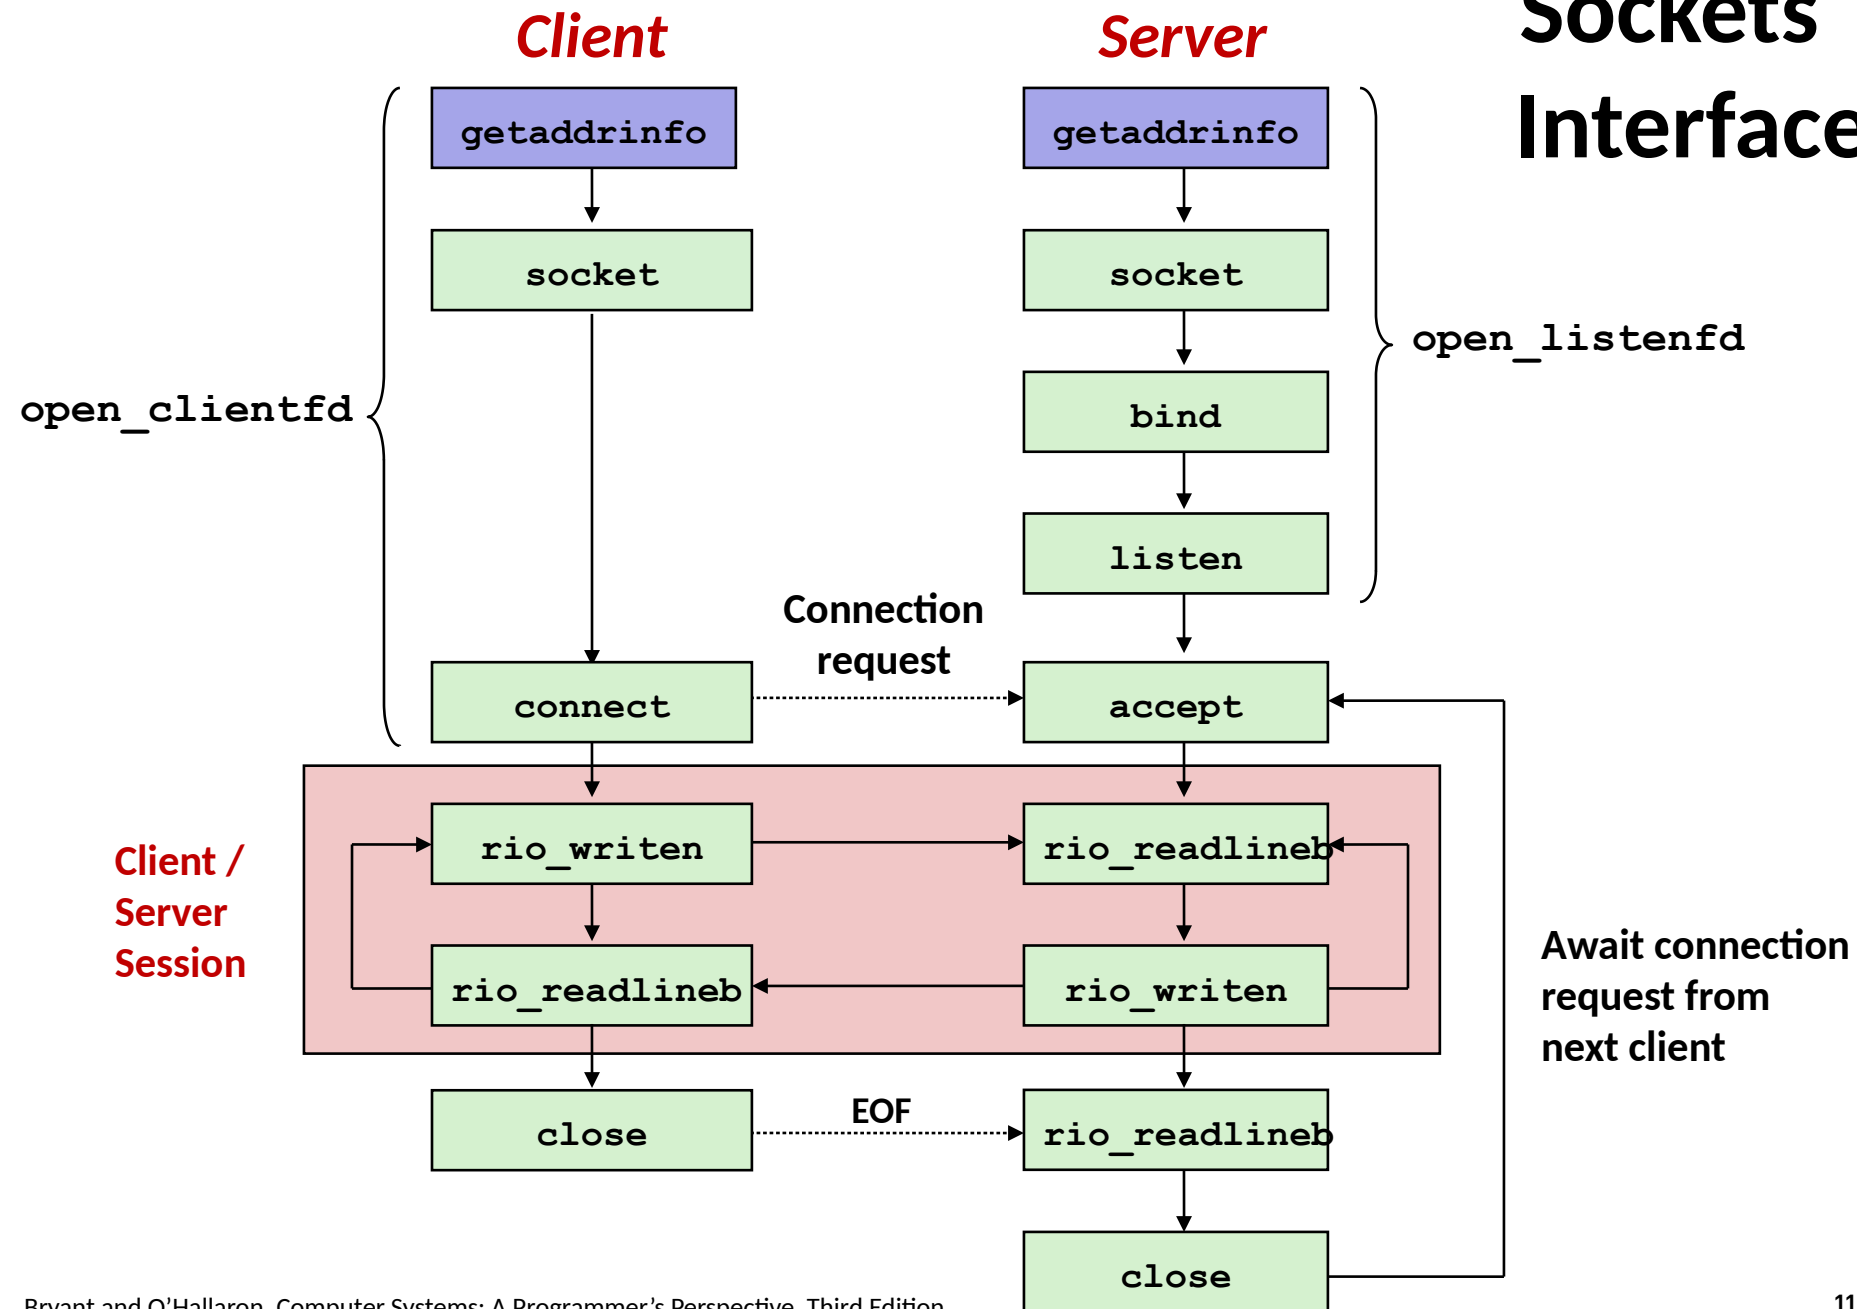 Client
Server
Sockets
Interface
getaddrinfo
getaddrinfo
socket
socket
open_listenfd
open_clientfd
bind
listen
Connection
request
connect
accept
Client /
Server
Session
rio_writen
rio_readlineb
rio_readlineb
rio_writen
Await connection
request from
next client
close
EOF
rio_readlineb
close
Bryant and O’Hallaron, Computer Systems: A Programmer’s Perspective, Third Edition
11